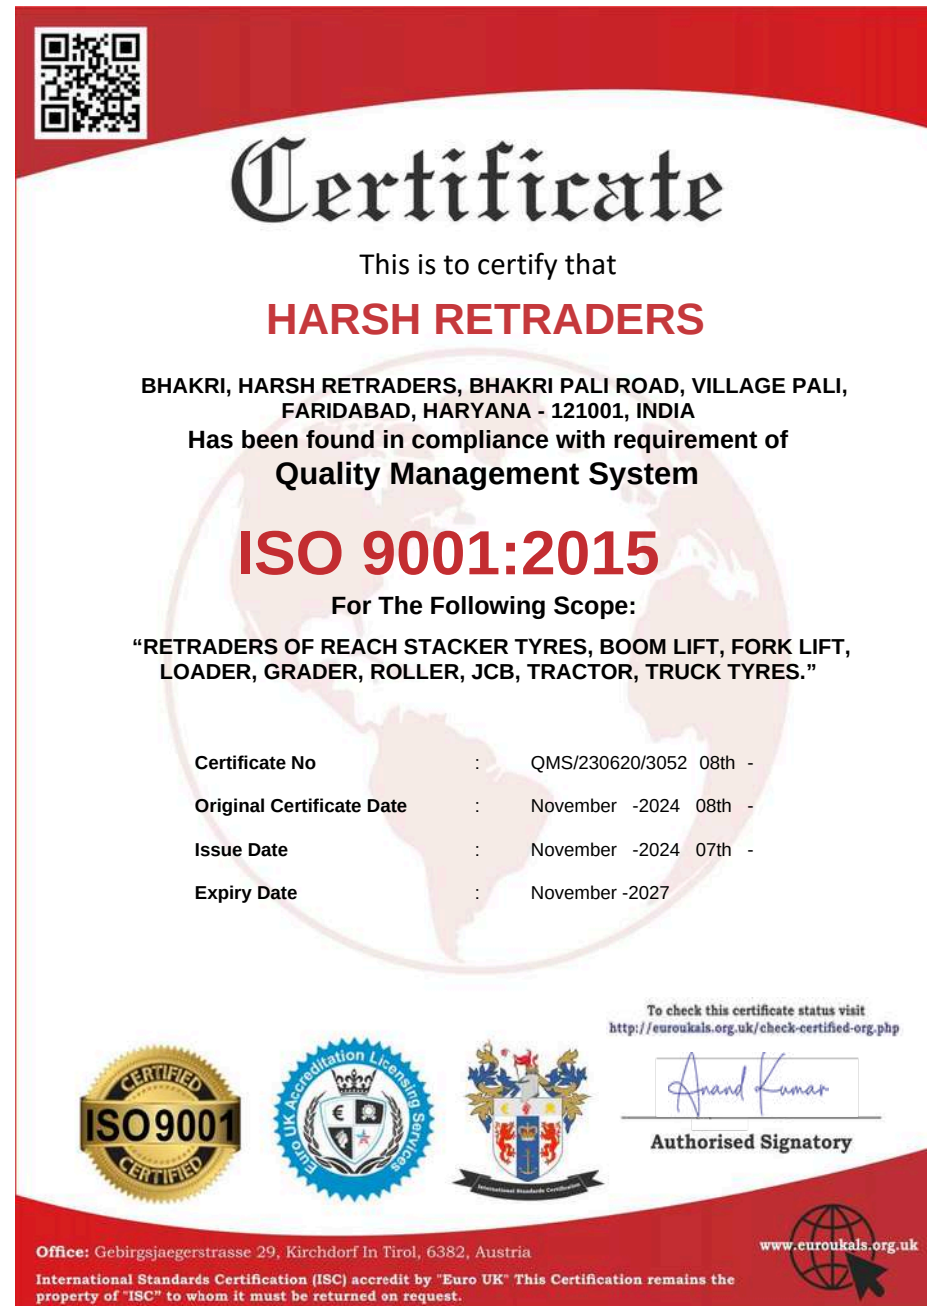 Certificate
This is to certify that
HARSH RETRADERS
BHAKRI, HARSH RETRADERS, BHAKRI PALI ROAD, VILLAGE PALI,
FARIDABAD, HARYANA - 121001, INDIA
Has been found in compliance with requirement of
Quality Management System
ISO 9001:2015
For The Following Scope:
“RETRADERS OF REACH STACKER TYRES, BOOM LIFT, FORK LIFT,
LOADER, GRADER, ROLLER, JCB, TRACTOR, TRUCK TYRES.”
Certificate No : QMS/230620/3052 08th -
Original Certificate Date : November -2024 08th -
Issue Date : November -2024 07th -
Expiry Date : November -2027
To check this certificate status visit
http://euroukals.org.uk/check-certified-org.php
CERTIFIED
ISO 9001
CERTIFIED
Euro UK Accreditation Licensing Services
International Standards Certification
Anand Kumar
Authorised Signatory
Office: Gebirgsjaegerstrasse 29, Kirchdorf In Tirol, 6382, Austria
www.euroukals.org.uk
International Standards Certification (ISC) accredit by "Euro UK" This Certification remains the
property of "ISC" to whom it must be returned on request.